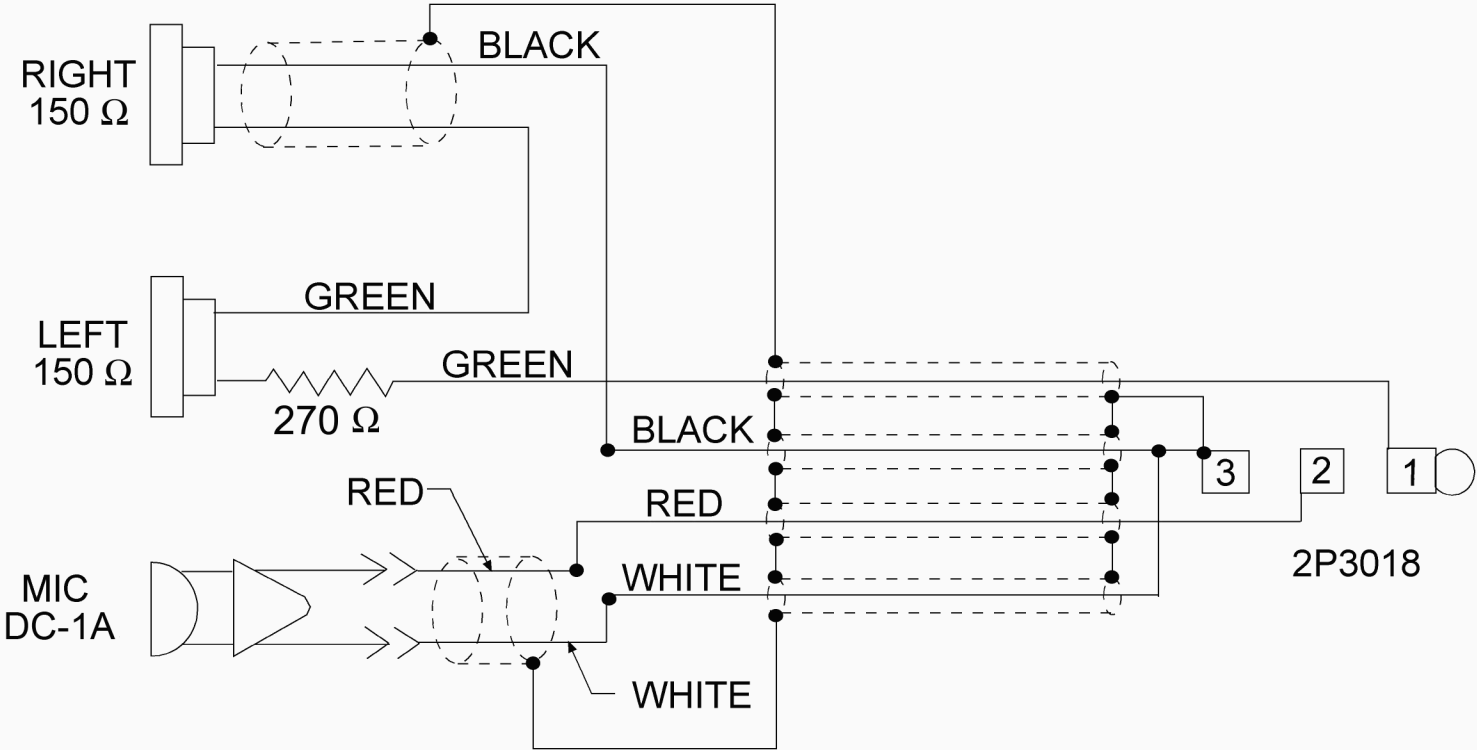 BLACK
RIGHT
150 Ω
GREEN
LEFT
150 Ω
GREEN
270 Ω
BLACK
3
2
1
RED
RED
2P3018
MIC
DC-1A
WHITE
WHITE